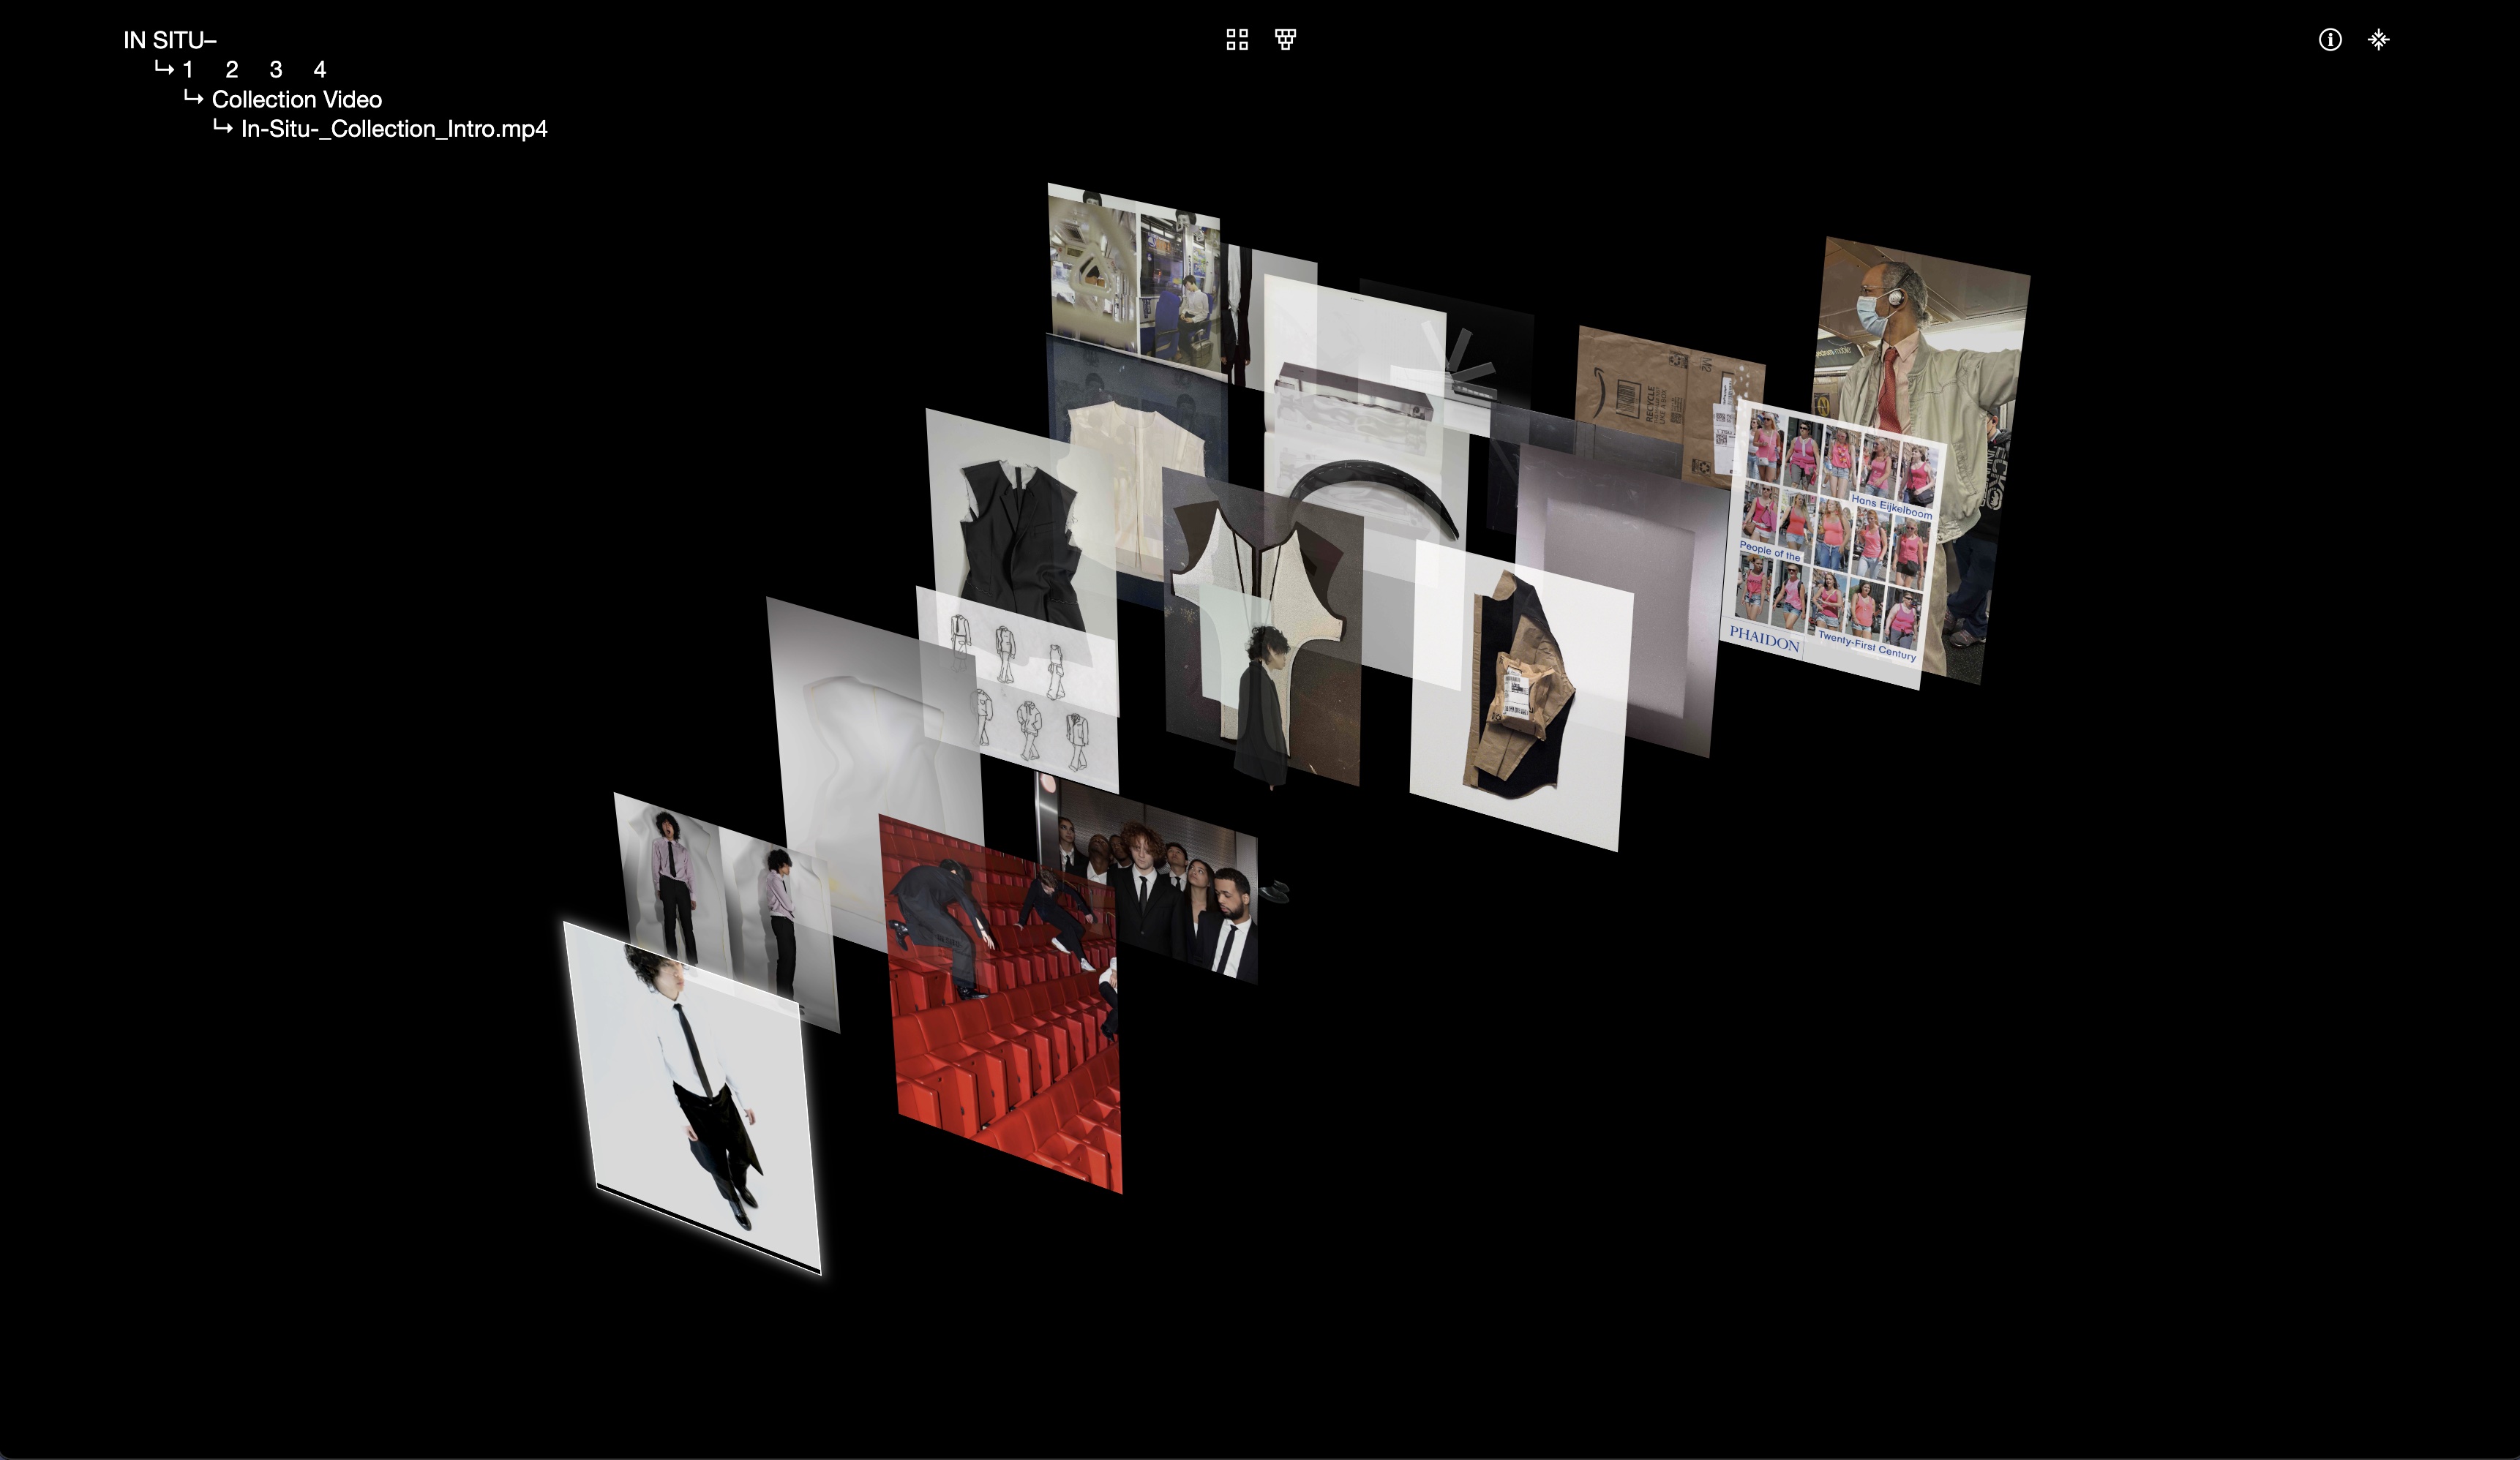 IN SITU–
1 2 3 4
Collection Video
In-Situ-_Collection_Intro.mp4
RECYCLE
ECKO
Hans Eijkelboom
People of the
Twenty-First Century
PHAIDON